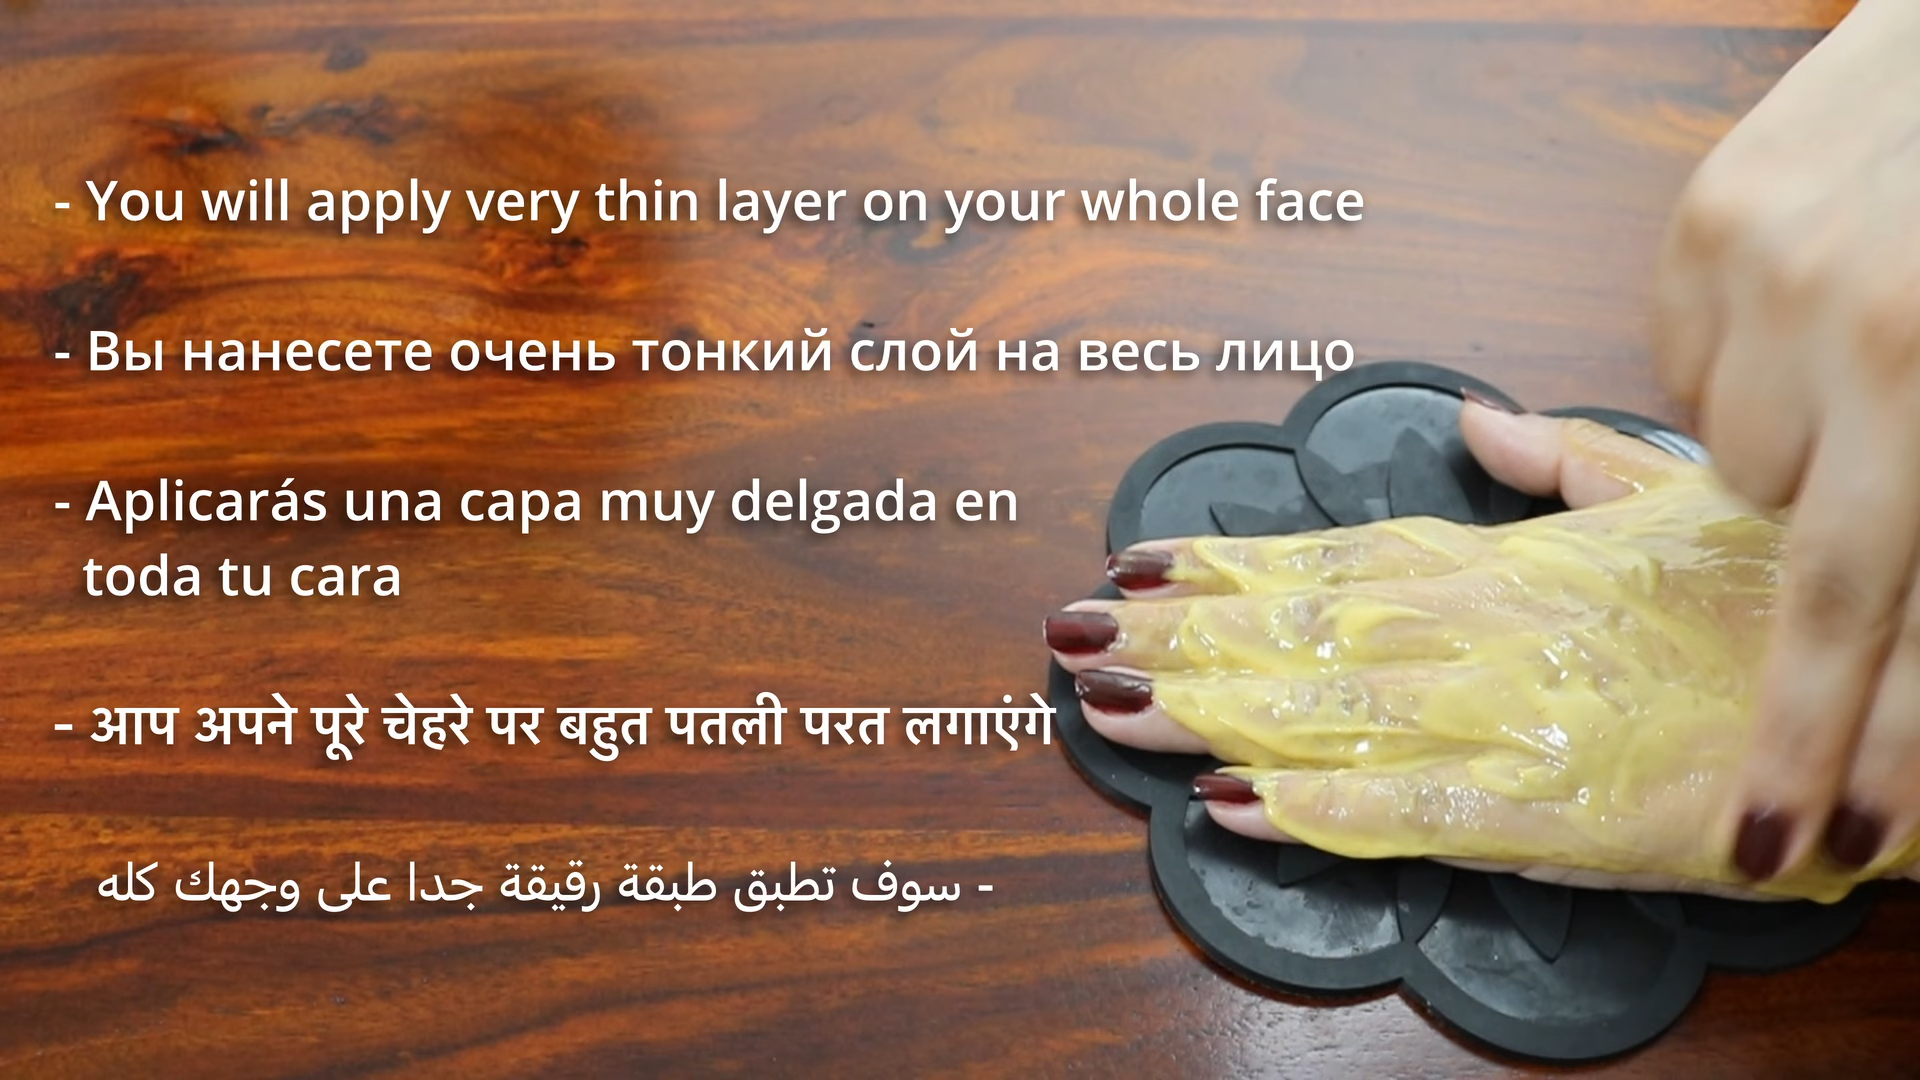 - You will apply very thin layer on your whole face
- Вы нанесете очень тонкий слой на весь лицо
- Aplicarás una capa muy delgada en
toda tu cara
- आप अपने पूरे चेहरे पर बहुत पतली परत लगाएंगे
- سوف تطبق طبقة رقيقة جدا على وجهك كله